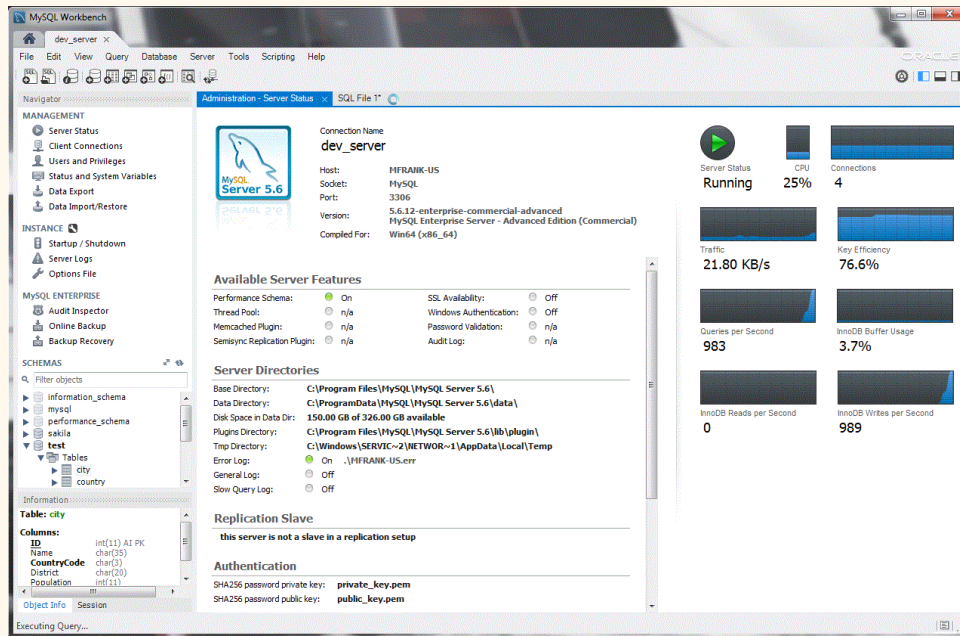 MySQL Workbench
dev_server
File Edit View Query Database Server Tools Scripting Help
ORACLE
Navigator
MANAGEMENT
Server Status
Client Connections
Users and Privileges
Status and System Variables
Data Export
Data Import/Restore
INSTANCE
Startup / Shutdown
Server Logs
Options File
MySQL ENTERPRISE
Audit Inspector
Online Backup
Backup Recovery
SCHEMAS
Filter objects
information_schema
mysql
performance_schema
sakila
test
Tables
city
country
Information
Table: city
Columns:
ID int(11) AI PK
Name char(35)
CountryCode char(3)
District char(20)
Population int(11)
Object Info Session
Executing Query...
Administration - Server Status SQL File 1*
MySQL
Server 5.6
Connection Name
dev_server
Host: MFRANK-US
Socket: MySQL
Port: 3306
Version: 5.6.12-enterprise-commercial-advanced
MySQL Enterprise Server - Advanced Edition (Commercial)
Compiled For: Win64 (x86_64)
Available Server Features
Performance Schema: On SSL Availability: Off
Thread Pool: n/a Windows Authentication: Off
Memcached Plugin: n/a Password Validation: n/a
Semisync Replication Plugin: n/a Audit Log: n/a
Server Directories
Base Directory: C:\Program Files\MySQL\MySQL Server 5.6\
Data Directory: C:\ProgramData\MySQL\MySQL Server 5.6\data\
Disk Space in Data Dir: 150.00 GB of 326.00 GB available
Plugins Directory: C:\Program Files\MySQL\MySQL Server 5.6\lib\plugin\
Tmp Directory: C:\Windows\SERVIC~2\NETWOR~1\AppData\Local\Temp
Error Log: On .\MFRANK-US.err
General Log: Off
Slow Query Log: Off
Replication Slave
this server is not a slave in a replication setup
Authentication
SHA256 password private key: private_key.pem
SHA256 password public key: public_key.pem
Server Status CPU Connections
Running 25% 4
Traffic Key Efficiency
21.80 KB/s 76.6%
Queries per Second InnoDB Buffer Usage
983 3.7%
InnoDB Reads per Second InnoDB Writes per Second
0 989